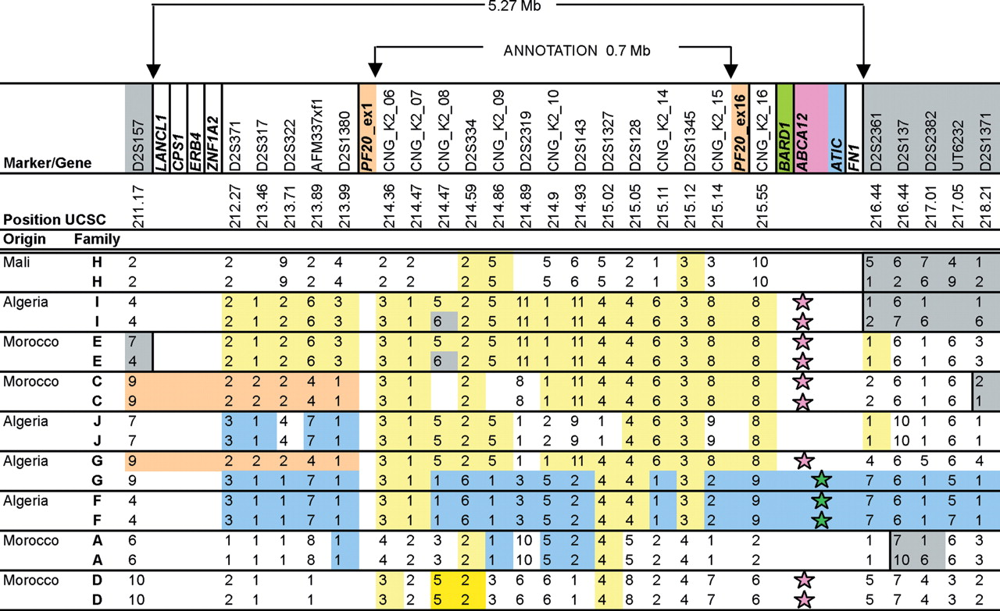 5.27 Mb
ANNOTATION 0.7 Mb
Marker/Gene D2S157 LANCL1 CPS1 ERB4 ZNF1A2 D2S371 D2S317 D2S322 AFM337xf1 D2S1380 PF20_ex1 CNG_K2_06 CNG_K2_07 CNG_K2_08 D2S334 CNG_K2_09 D2S2319 CNG_K2_10 D2S143 D2S1327 D2S128 CNG_K2_14 D2S1345 CNG_K2_15 PF20_ex16 CNG_K2_16 BARD1 ABCA12 ATIC FN1 D2S2361 D2S137 D2S2382 UT6232 D2S1371
Position UCSC 211.17 212.27 213.46 213.71 213.89 213.99 214.36 214.47 214.47 214.59 214.86 214.89 214.9 214.93 215.02 215.05 215.11 215.12 215.14 215.55 216.44 216.44 217.01 217.05 218.21
Origin Family
Mali H 2 2 9 2 4 2 2 2 5 5 6 5 2 1 3 3 10 5 6 7 4 1
H 2 2 9 2 4 2 2 2 5 5 6 5 2 1 3 3 10 1 2 6 9 2
Algeria I 4 2 1 2 6 3 3 1 5 2 5 11 1 11 4 4 6 3 8 8 1 6 1 1
I 4 2 1 2 6 3 3 1 6 2 5 11 1 11 4 4 6 3 8 8 2 7 6 6
Morocco E 7 2 1 2 6 3 3 1 5 2 5 11 1 11 4 4 6 3 8 8 1 6 1 6 3
E 4 2 1 2 6 3 3 1 6 2 5 11 1 11 4 4 6 3 8 8 1 6 1 6 3
Morocco C 9 2 2 2 4 1 3 1 2 8 1 11 4 4 6 3 8 8 2 6 1 6 2
C 9 2 2 2 4 1 3 1 2 8 1 11 4 4 6 3 8 8 2 6 1 6 1
Algeria J 7 3 1 4 7 1 3 1 5 2 5 1 2 9 1 4 6 3 9 8 1 10 1 6 1
J 7 3 1 4 7 1 3 1 5 2 5 1 2 9 1 4 6 3 9 8 1 10 1 6 1
Algeria G 9 2 2 2 4 1 3 1 5 2 5 1 1 11 4 4 6 3 8 8 4 6 5 6 4
G 9 3 1 1 7 1 3 1 1 6 1 3 5 2 4 4 1 3 2 9 7 6 1 5 1
Algeria F 4 3 1 1 7 1 3 1 1 6 1 3 5 2 4 4 1 3 2 9 7 6 1 5 1
F 4 3 1 1 7 1 3 1 1 6 1 3 5 2 4 4 1 3 2 9 7 6 1 7 1
Morocco A 6 1 1 1 8 1 4 2 3 2 1 10 5 2 4 5 2 4 1 2 1 7 1 6 3
A 6 1 1 1 8 1 4 2 3 2 1 10 5 2 4 5 2 4 1 2 1 10 6 6 3
Morocco D 10 2 1 1 3 2 5 2 3 6 6 1 4 8 2 4 7 6 5 7 4 3 2
D 10 2 1 1 3 2 5 2 3 6 6 1 4 8 2 4 7 6 5 7 4 3 2